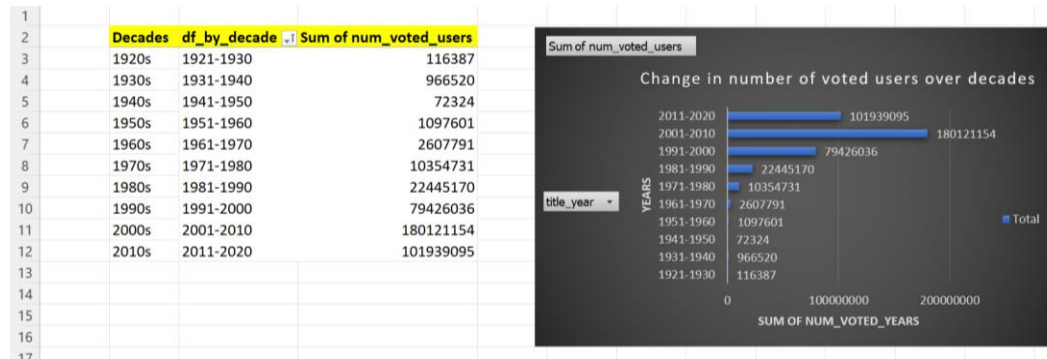 1
2 Decades df_by_decade Sum of num_voted_users
3 1920s 1921-1930 116387
4 1930s 1931-1940 966520
5 1940s 1941-1950 72324
6 1950s 1951-1960 1097601
7 1960s 1961-1970 2607791
8 1970s 1971-1980 10354731
9 1980s 1981-1990 22445170
10 1990s 1991-2000 79426036
11 2000s 2001-2010 180121154
12 2010s 2011-2020 101939095
13
14
15
16
17
Sum of num_voted_users
Change in number of voted users over decades
2011-2020 101939095
2001-2010 180121154
1991-2000 79426036
1981-1990 22445170
1971-1980 10354731
1961-1970 2607791
1951-1960 1097601
1941-1950 72324
1931-1940 966520
1921-1930 116387
title_year
YEARS
Total
0 100000000 200000000
SUM OF NUM_VOTED_YEARS